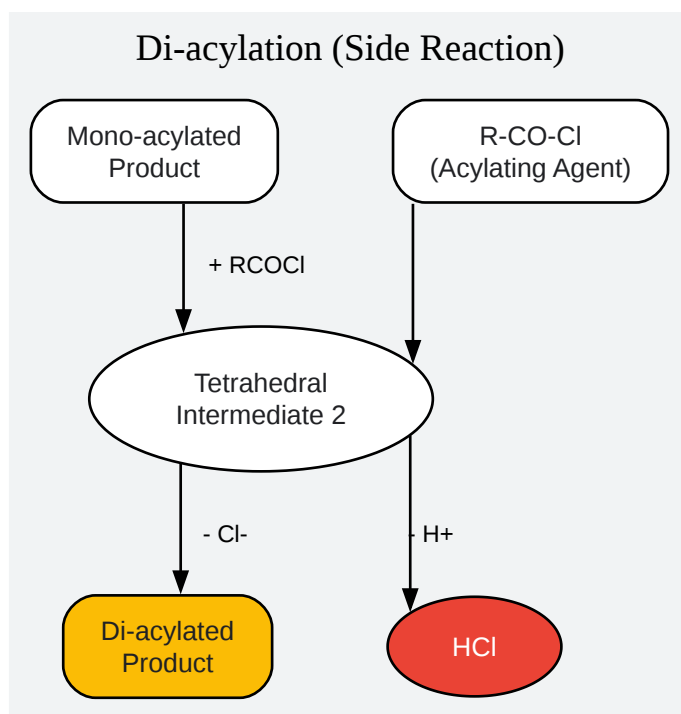 Di-acylation (Side Reaction)
Mono-acylated
Product
R-CO-Cl
(Acylating Agent)
+ RCOCl
Tetrahedral
Intermediate 2
- Cl-
- H+
Di-acylated
Product
HCl